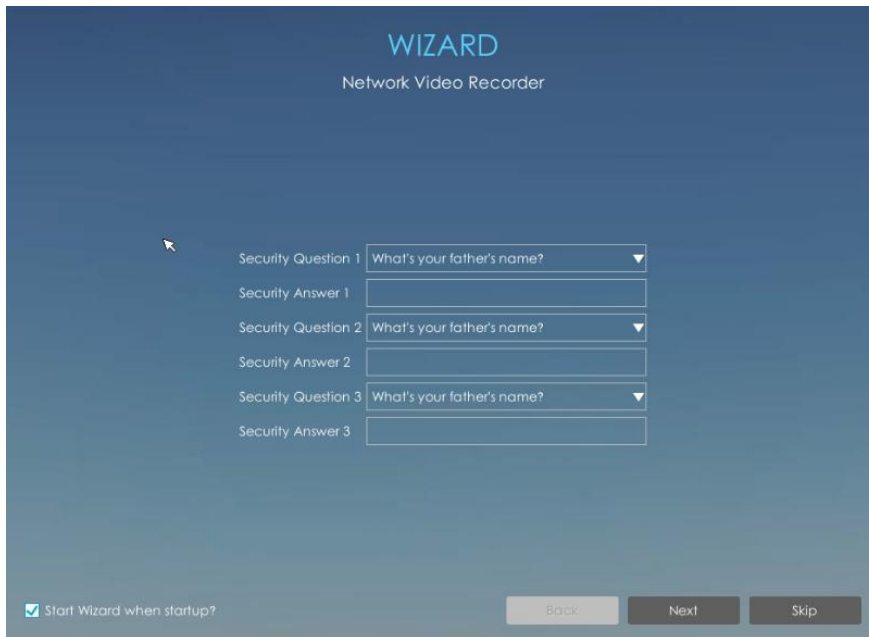 WIZARD
Network Video Recorder
Security Question 1 What's your father's name?
Security Answer 1
Security Question 2 What's your father's name?
Security Answer 2
Security Question 3 What's your father's name?
Security Answer 3
Start Wizard when startup? Back Next Skip